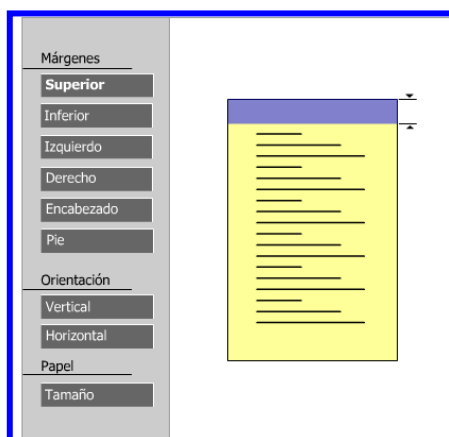 Márgenes
Superior
Inferior
Izquierdo
Derecho
Encabezado
Pie
Orientación
Vertical
Horizontal
Papel
Tamaño